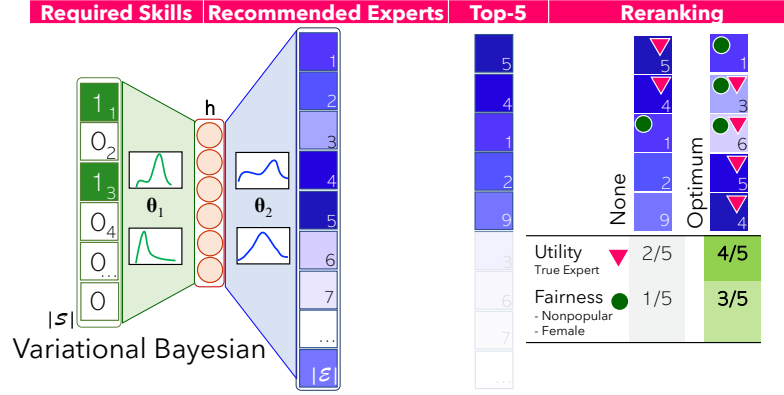 Required Skills
Recommended Experts
Top-5
Reranking
h
1 1
0 2
1 3
0 4
0 ...
0
|S|
θ1
θ2
Variational Bayesian
1
2
3
4
5
6
7
...
|ℰ|
5
4
1
2
9
3
6
7
...
None
5
4
1
2
9
Optimum
1
3
6
5
4
Utility 2/5 4/5
True Expert
Fairness 1/5 3/5
- Nonpopular
- Female